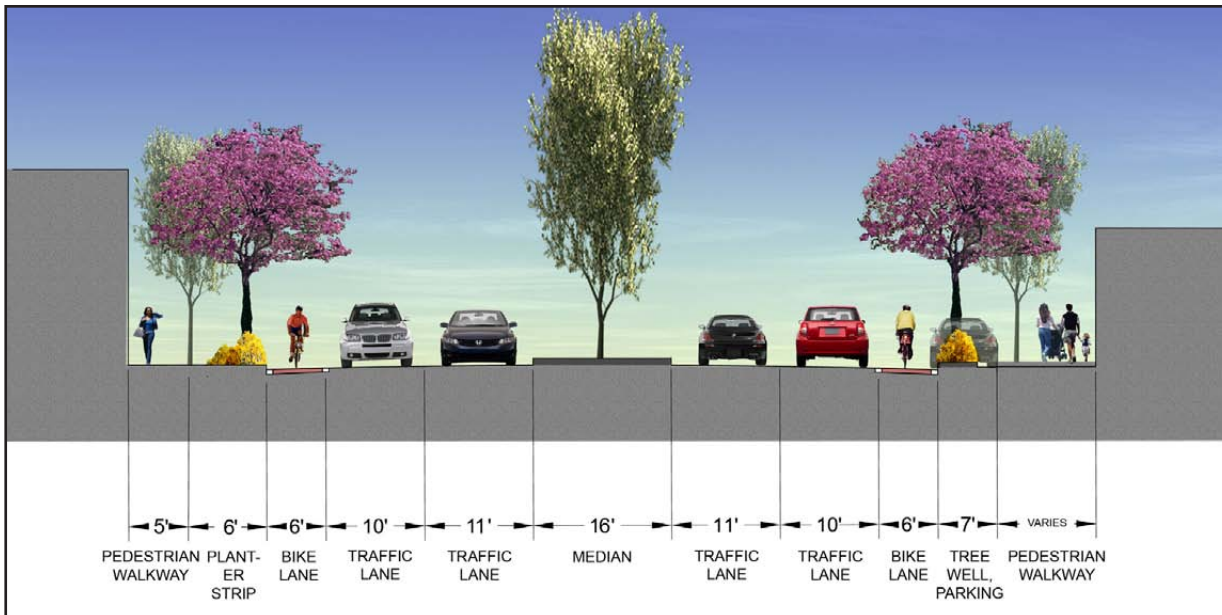 5' 6' 6' 10' 11' 16' 11' 10' 6' 7' VARIES
PEDESTRIAN
WALKWAY
PLANT-
ER
STRIP
BIKE
LANE
TRAFFIC
LANE
TRAFFIC
LANE
MEDIAN
TRAFFIC
LANE
TRAFFIC
LANE
BIKE
LANE
TREE
WELL,
PARKING
PEDESTRIAN
WALKWAY